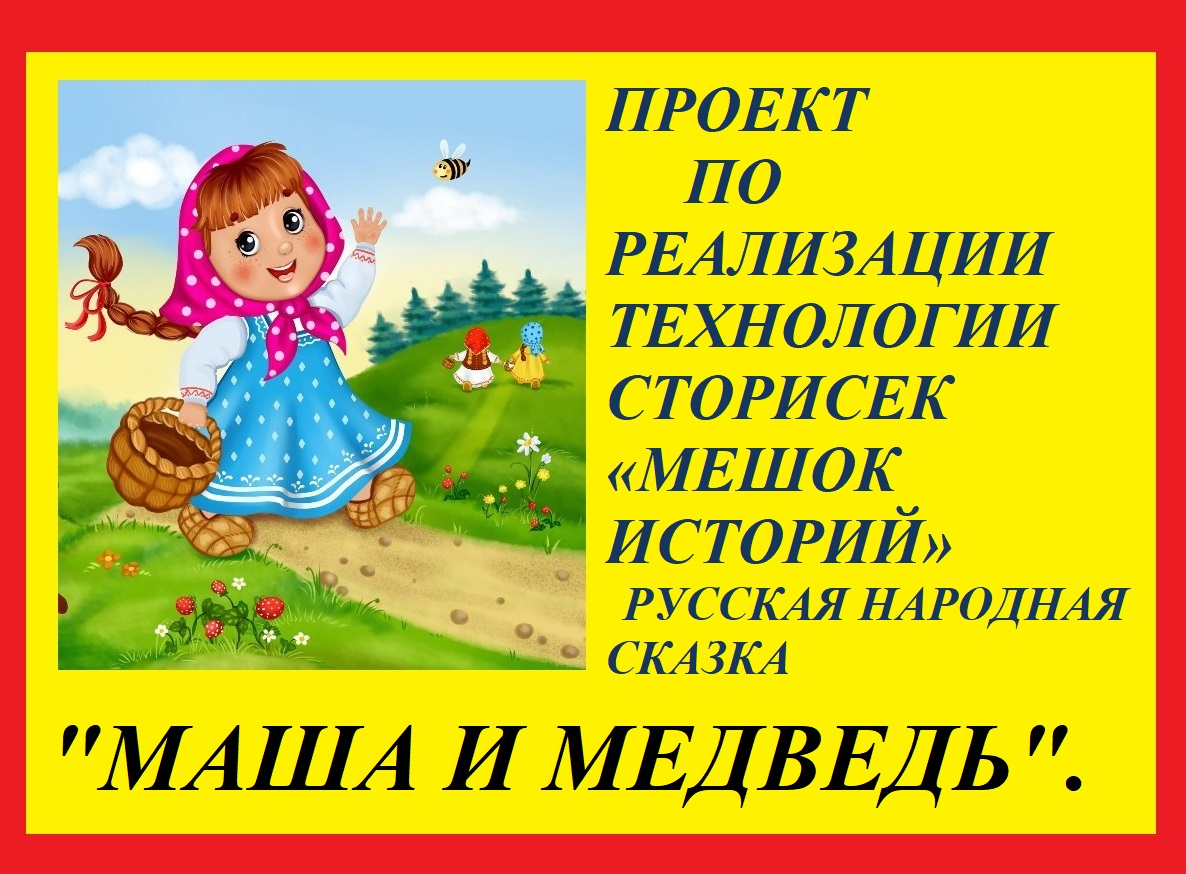 ПРОЕКТ
ПО
РЕАЛИЗАЦИИ
ТЕХНОЛОГИИ
СТОРИСЕК
«МЕШОК
ИСТОРИЙ»
РУССКАЯ НАРОДНАЯ
СКАЗКА
"МАША И МЕДВЕДЬ".